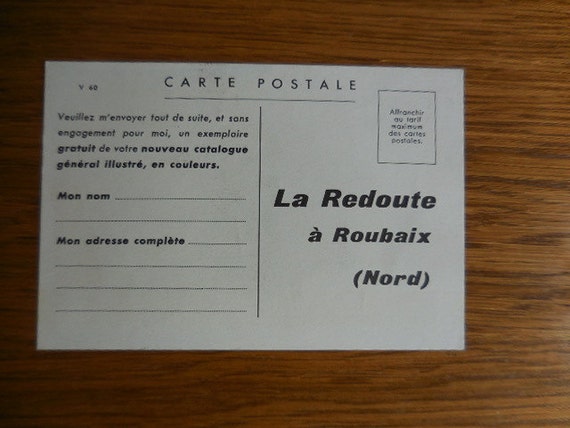 CARTE POSTALE
V 60
Veuillez m'envoyer tout de suite, et sans
engagement pour moi, un exemplaire
gratuit de votre nouveau catalogue
général illustré, en couleurs.
Mon nom
Mon adresse complète
Affranchir
au tarif
maximum
des cartes
postales.
La Redoute
à Roubaix
(Nord)